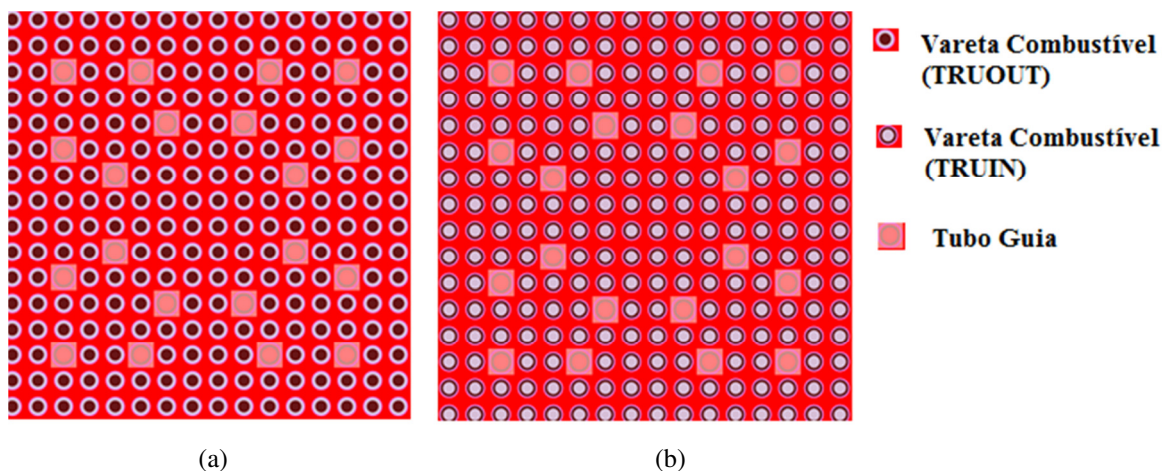 Vareta Combustível
(TRUOUT)
Vareta Combustível
(TRUIN)
Tubo Guia
(a)
(b)